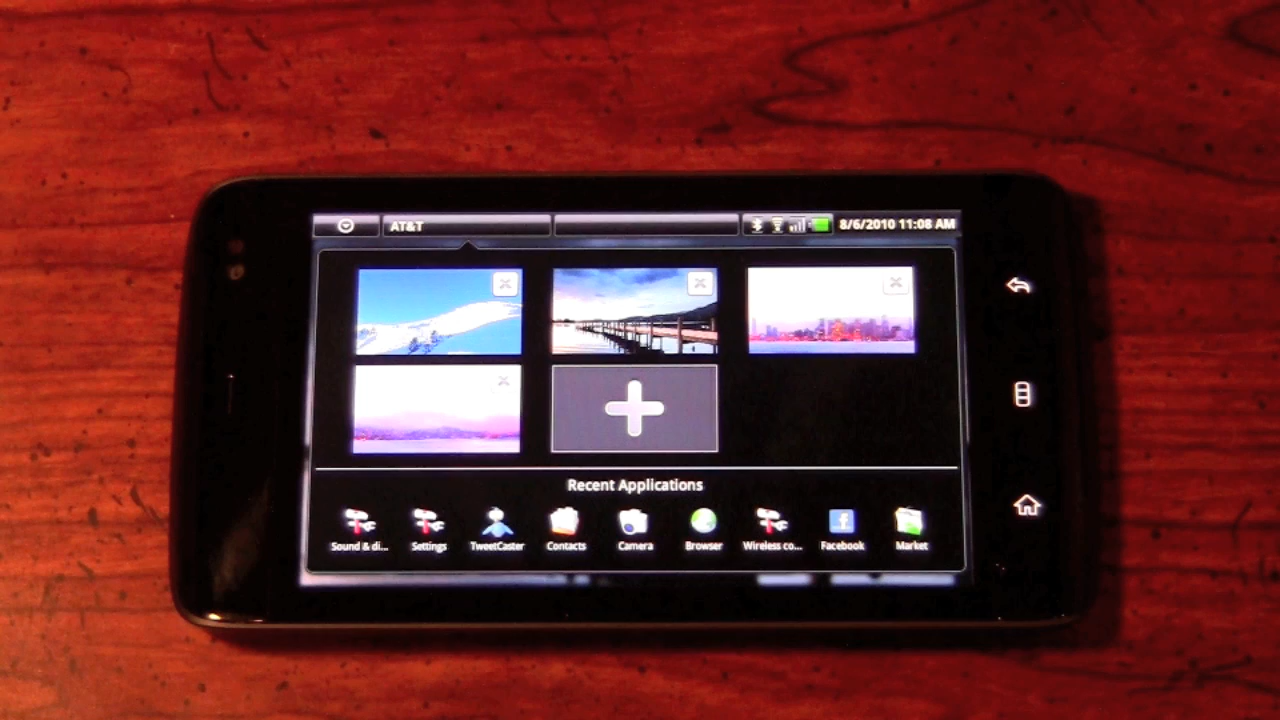 AT&T 8/6/2010 11:08 AM
Recent Applications
Sound & di... Settings TweetCaster Contacts Camera Browser Wireless co... Facebook Market